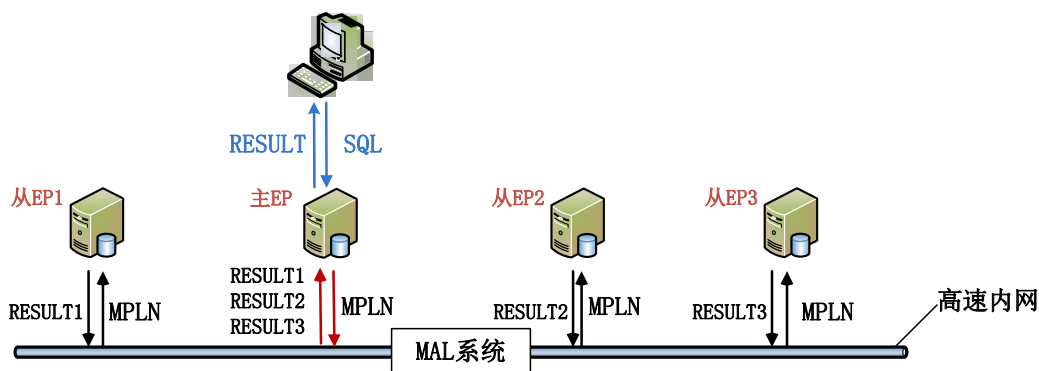 RESULT SQL
从EP1 主EP 从EP2 从EP3
RESULT1 MPLN
RESULT1
RESULT2
RESULT3
MPLN
RESULT2 MPLN
RESULT3 MPLN
高速内网
MAL系统